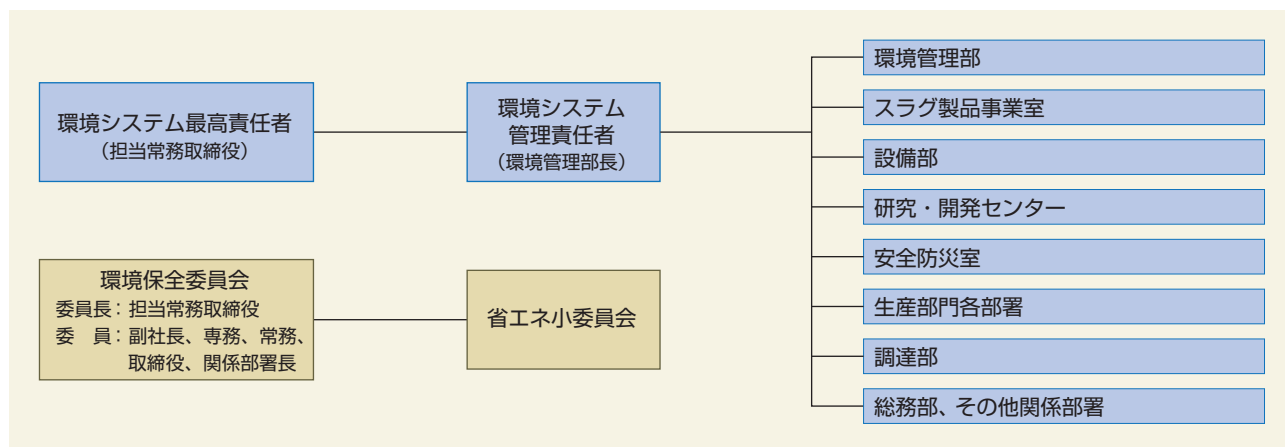 環境システム最高責任者
（担当常務取締役）
環境システム
管理責任者
（環境管理部長）
環境管理部
スラグ製品事業室
設備部
研究・開発センター
安全防災室
生産部門各部署
調達部
総務部、その他関係部署
環境保全委員会
委員長：担当常務取締役
委　員：副社長、専務、常務、
取締役、関係部署長
省エネ小委員会